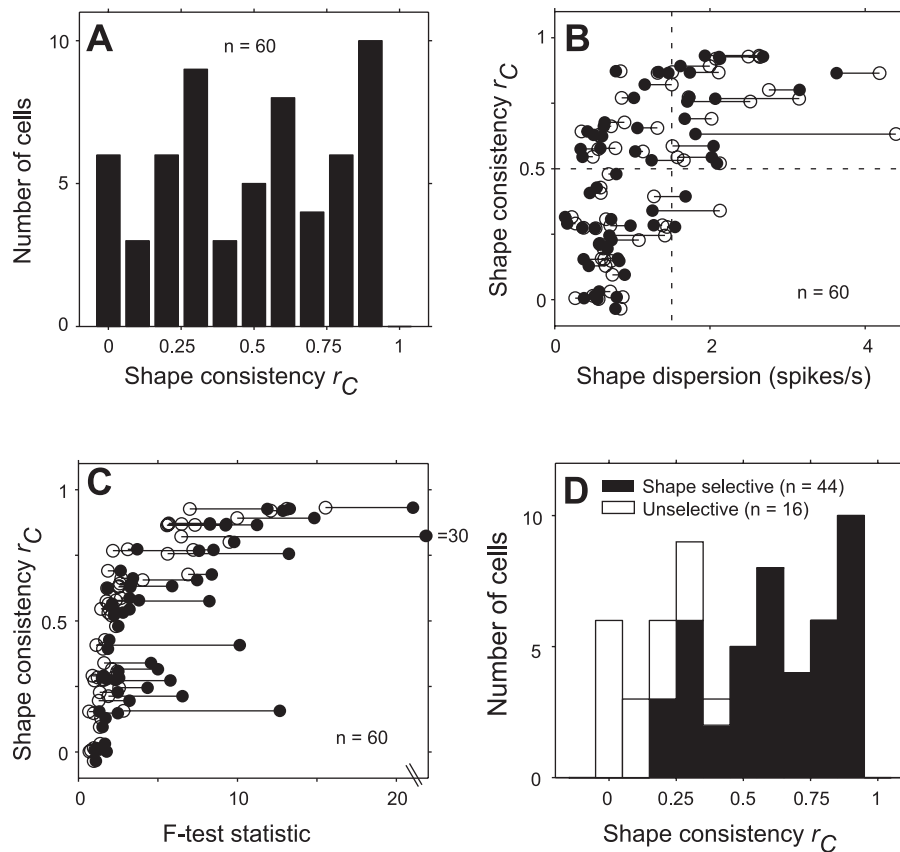 A
n = 60
10
5
0
Number of cells
0 0.25 0.5 0.75 1
Shape consistency rC
B
1
0.5
0
Shape consistency rC
n = 60
0 2 4
Shape dispersion (spikes/s)
C
1
0.5
0
Shape consistency rC
=30
n = 60
0 10 20
F-test statistic
D
Shape selective (n = 44)
Unselective (n = 16)
10
5
0
Number of cells
0 0.25 0.5 0.75 1
Shape consistency rC